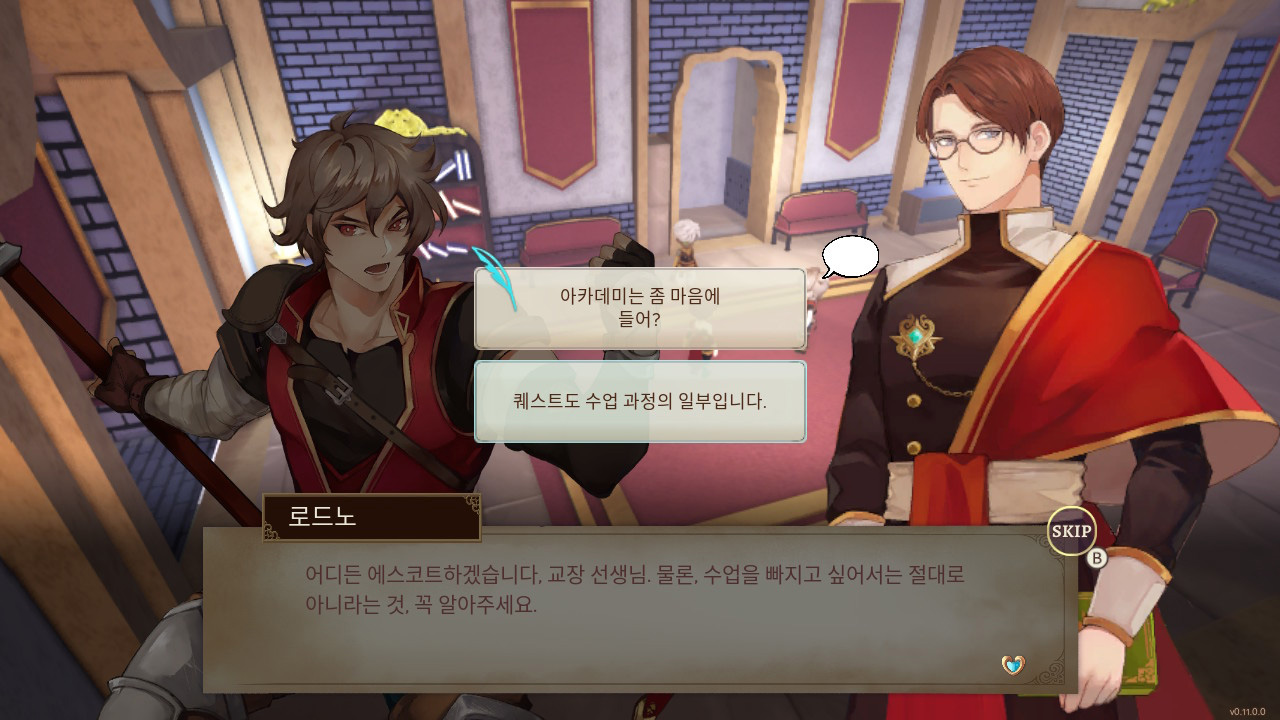 아카데미는 좀 마음에
들어?
퀘스트도 수업 과정의 일부입니다.
로드노
SKIP
B
어디든 에스코트하겠습니다, 교장 선생님. 물론, 수업을 빠지고 싶어서는 절대로
아니라는 것, 꼭 알아주세요.
v0.11.0.0